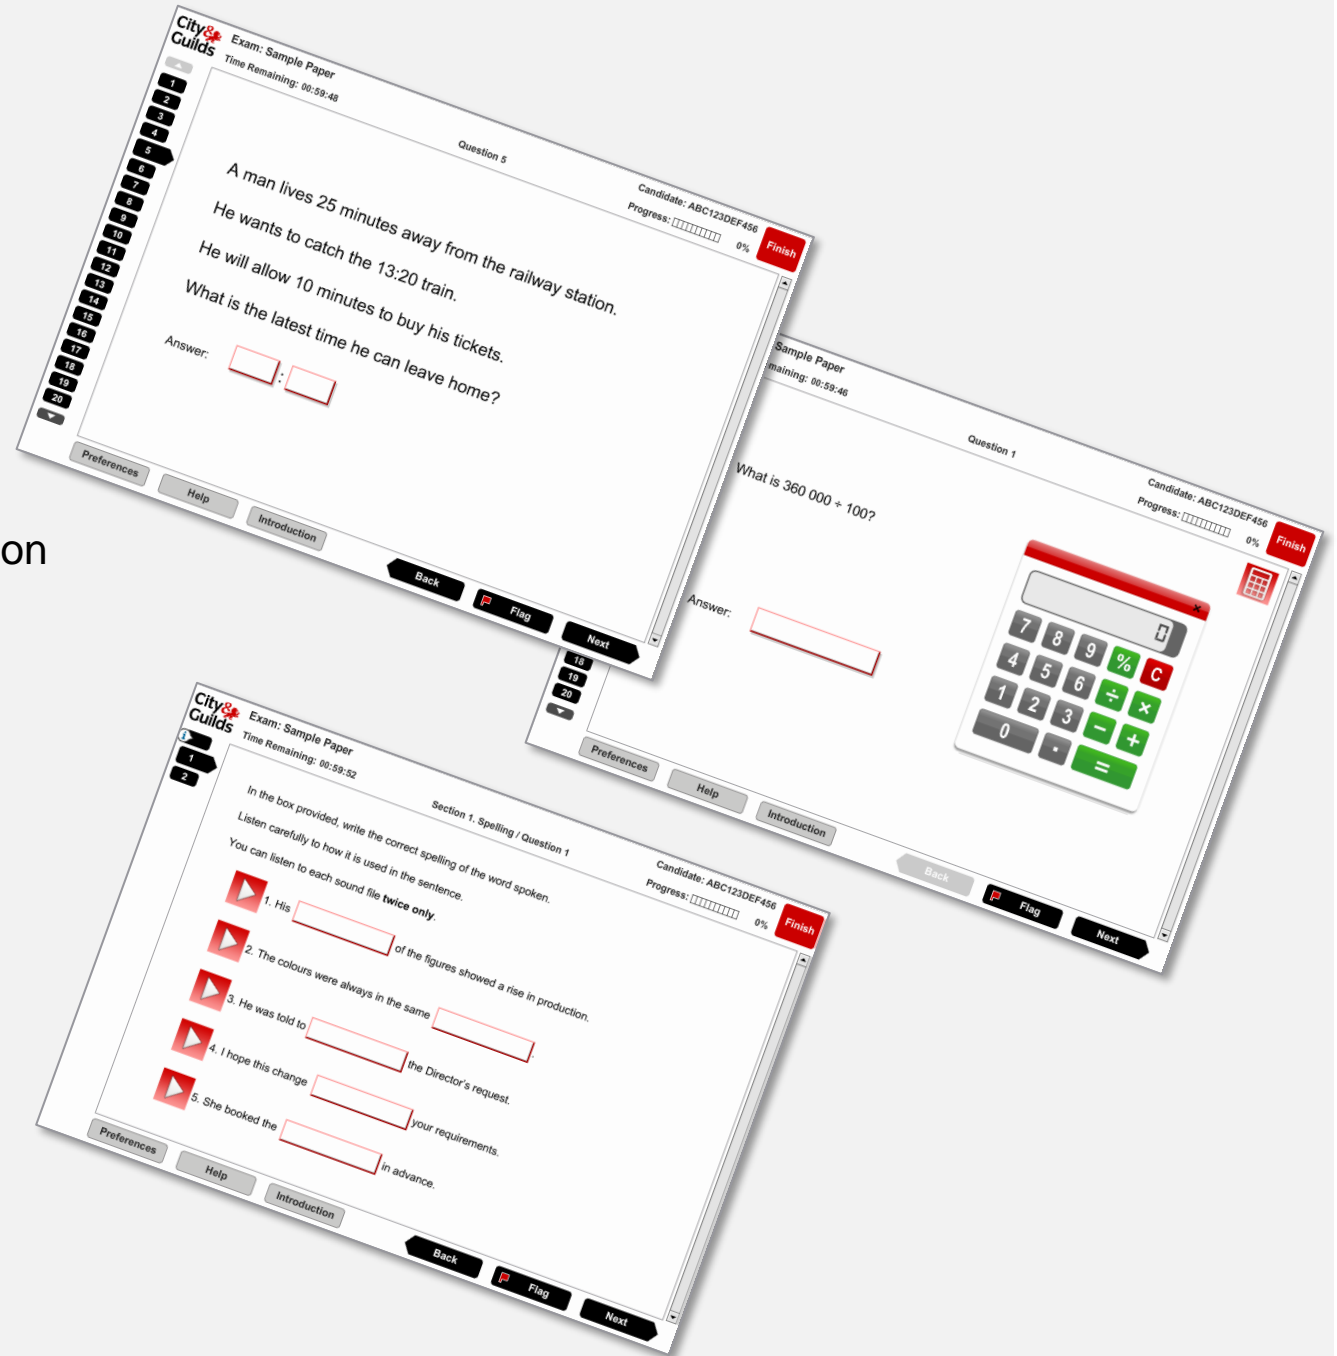 City&
Guilds
Exam: Sample Paper
Time Remaining: 00:59:48
Question 5
Candidate: ABC123DEF456
Progress:
0%
Finish
1
2
3
4
5
6
7
8
9
10
11
12
13
14
15
16
17
18
19
20
A man lives 25 minutes away from the railway station.
He wants to catch the 13:20 train.
He will allow 10 minutes to buy his tickets.
What is the latest time he can leave home?
Answer:
:
Preferences
Help
Introduction
Back
Flag
Next
on
Sample Paper
maining: 00:59:46
Question 1
Candidate: ABC123DEF456
Progress:
0%
Finish
What is 360 000 ÷ 100?
Answer:
0
7 8 9 % C
4 5 6 ÷ ×
1 2 3 − +
0 . =
18
19
20
Preferences
Help
Introduction
Back
Flag
Next
City&
Guilds
Exam: Sample Paper
Time Remaining: 00:59:52
Section 1. Spelling / Question 1
Candidate: ABC123DEF456
Progress:
0%
Finish
i
1
2
In the box provided, write the correct spelling of the word spoken.
Listen carefully to how it is used in the sentence.
You can listen to each sound file twice only.
1. His of the figures showed a rise in production.
2. The colours were always in the same .
3. He was told to the Director's request.
4. I hope this change your requirements.
5. She booked the in advance.
Preferences
Help
Introduction
Back
Flag
Next